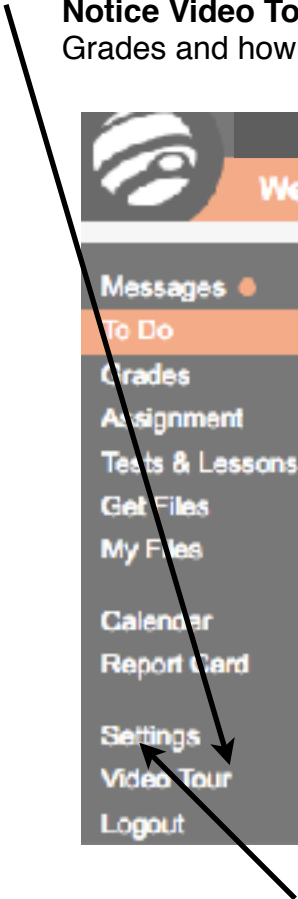 Notice Video To
Grades and how
We
Messages
To Do
Grades
Assignment
Tests & Lessons
Get Files
My Files
Calendar
Report Card
Settings
Video Tour
Logout